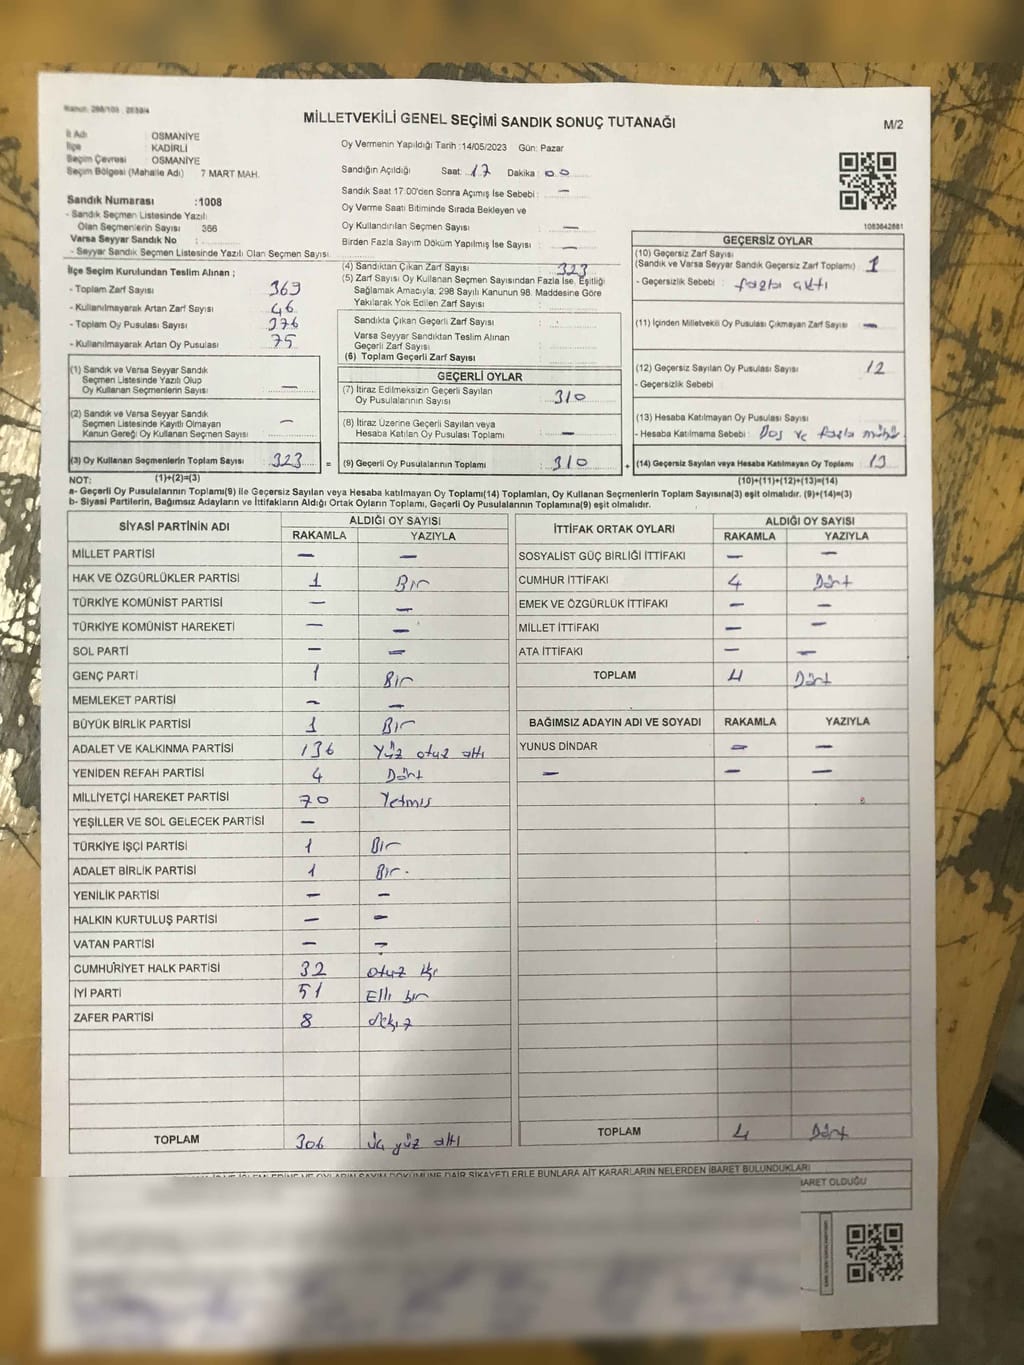 MİLLETVEKİLİ GENEL SEÇİMİ SANDIK SONUÇ TUTANAĞI
M/2
İl Adı : OSMANİYE
İlçe : KADİRLİ
Seçim Çevresi : OSMANİYE
Seçim Bölgesi (Mahalle Adı) 7 MART MAH.
Sandık Numarası :1008
- Sandık Seçmen Listesinde Yazılı
Olan Seçmenlerin Sayısı 366
Varsa Seyyar Sandık No :
- Seyyar Sandık Seçmen Listesinde Yazılı Olan Seçmen Sayısı
Oy Vermenin Yapıldığı Tarih :14/05/2023 Gün: Pazar
Sandığın Açıldığı Saat: 17 Dakika: 00
Sandık Saat 17:00'den Sonra Açılmış İse Sebebi : —
Oy Verme Saati Bitiminde Sırada Bekleyen ve
Oy Kullandırılan Seçmen Sayısı : —
Birden Fazla Sayım Döküm Yapılmış İse Sayısı : —
1083642681
İlçe Seçim Kurulundan Teslim Alınan ;
- Toplam Zarf Sayısı : 369
- Kullanılmayarak Artan Zarf Sayısı : 46
- Toplam Oy Pusulası Sayısı : 376
- Kullanılmayarak Artan Oy Pusulası : 75
(1) Sandık ve Varsa Seyyar Sandık
Seçmen Listesinde Yazılı Olup
Oy Kullanan Seçmenlerin Sayısı : —
(2) Sandık ve Varsa Seyyar Sandık
Seçmen Listesinde Kayıtlı Olmayan
Kanun Gereği Oy Kullanan Seçmen Sayısı : —
(3) Oy Kullanan Seçmenlerin Toplam Sayısı : 323
(1)+(2)=(3)
(4) Sandıktan Çıkan Zarf Sayısı : 323
(5) Zarf Sayısı Oy Kullanan Seçmen Sayısından Fazla İse, Eşitliği
Sağlamak Amacıyla, 298 Sayılı Kanunun 98. Maddesine Göre
Yakılarak Yok Edilen Zarf Sayısı :
Sandıkta Çıkan Geçerli Zarf Sayısı :
Varsa Seyyar Sandıktan Teslim Alınan
Geçerli Zarf Sayısı :
(6) Toplam Geçerli Zarf Sayısı :
GEÇERLİ OYLAR
(7) İtiraz Edilmeksizin Geçerli Sayılan
Oy Pusulalarının Sayısı : 310
(8) İtiraz Üzerine Geçerli Sayılan veya
Hesaba Katılan Oy Pusulası Toplamı : —
= (9) Geçerli Oy Pusulalarının Toplamı : 310
GEÇERSİZ OYLAR
(10) Geçersiz Zarf Sayısı
(Sandık ve Varsa Seyyar Sandık Geçersiz Zarf Toplamı) : 1
- Geçersizlik Sebebi : fazla çıktı
(11) İçinden Milletvekili Oy Pusulası Çıkmayan Zarf Sayısı : —
(12) Geçersiz Sayılan Oy Pusulası Sayısı : 12
- Geçersizlik Sebebi :
(13) Hesaba Katılmayan Oy Pusulası Sayısı :
- Hesaba Katılmama Sebebi : Boş ve fazla mühür
+ (14) Geçersiz Sayılan veya Hesaba Katılmayan Oy Toplamı : 13
(10)+(11)+(12)+(13)=(14)
NOT:
a- Geçerli Oy Pusulalarının Toplamı(9) ile Geçersiz Sayılan veya Hesaba katılmayan Oy Toplamı(14) Toplamları, Oy Kullanan Seçmenlerin Toplam Sayısına(3) eşit olmalıdır. (9)+(14)=(3)
b- Siyasi Partilerin, Bağımsız Adayların ve İttifakların Aldığı Ortak Oyların Toplamı, Geçerli Oy Pusulalarının Toplamına(9) eşit olmalıdır.
SİYASİ PARTİNİN ADI ALDIĞI OY SAYISI
RAKAMLA YAZIYLA
MİLLET PARTİSİ — —
HAK VE ÖZGÜRLÜKLER PARTİSİ 1 Bir
TÜRKİYE KOMÜNİST PARTİSİ — —
TÜRKİYE KOMÜNİST HAREKETİ — —
SOL PARTİ — —
GENÇ PARTİ 1 Bir
MEMLEKET PARTİSİ — —
BÜYÜK BİRLİK PARTİSİ 1 Bir
ADALET VE KALKINMA PARTİSİ 136 Yüz otuz altı
YENİDEN REFAH PARTİSİ 4 Dört
MİLLİYETÇİ HAREKET PARTİSİ 70 Yetmiş
YEŞİLLER VE SOL GELECEK PARTİSİ —
TÜRKİYE İŞÇİ PARTİSİ 1 Bir
ADALET BİRLİK PARTİSİ 1 Bir.
YENİLİK PARTİSİ — —
HALKIN KURTULUŞ PARTİSİ — —
VATAN PARTİSİ — —
CUMHURİYET HALK PARTİSİ 32 otuz iki
İYİ PARTİ 51 Elli bir
ZAFER PARTİSİ 8 sekiz
TOPLAM 306 üç yüz altı
İTTİFAK ORTAK OYLARI ALDIĞI OY SAYISI
RAKAMLA YAZIYLA
SOSYALİST GÜÇ BİRLİĞİ İTTİFAKI — —
CUMHUR İTTİFAKI 4 Dört
EMEK VE ÖZGÜRLÜK İTTİFAKI — —
MİLLET İTTİFAKI — —
ATA İTTİFAKI — —
TOPLAM 4 Dört
BAĞIMSIZ ADAYIN ADI VE SOYADI RAKAMLA YAZIYLA
YUNUS DİNDAR — —
— — —
TOPLAM 4 Dört
OYLARIN SAYIM DÖKÜMÜNE DAİR ŞİKAYETLERLE BUNLARA AİT KARARLARIN NELERDEN İBARET BULUNDUKLARI
OLDUĞU